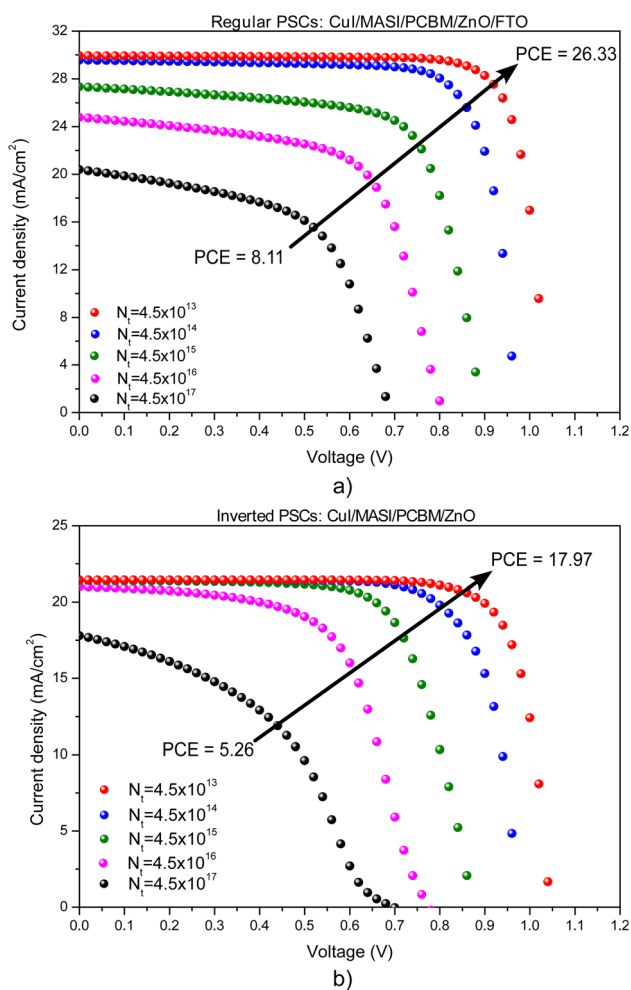 Regular PSCs: CuI/MASI/PCBM/ZnO/FTO
32
28
24
20
16
12
8
4
0
Current density (mA/cm²)
PCE = 26.33
PCE = 8.11
Nₜ=4.5x10¹³
Nₜ=4.5x10¹⁴
Nₜ=4.5x10¹⁵
Nₜ=4.5x10¹⁶
Nₜ=4.5x10¹⁷
0.0 0.1 0.2 0.3 0.4 0.5 0.6 0.7 0.8 0.9 1.0 1.1 1.2
Voltage (V)
a)
Inverted PSCs: CuI/MASI/PCBM/ZnO
25
20
15
10
5
0
Current density (mA/cm²)
PCE = 17.97
PCE = 5.26
Nₜ=4.5x10¹³
Nₜ=4.5x10¹⁴
Nₜ=4.5x10¹⁵
Nₜ=4.5x10¹⁶
Nₜ=4.5x10¹⁷
0.0 0.1 0.2 0.3 0.4 0.5 0.6 0.7 0.8 0.9 1.0 1.1 1.2
Voltage (V)
b)